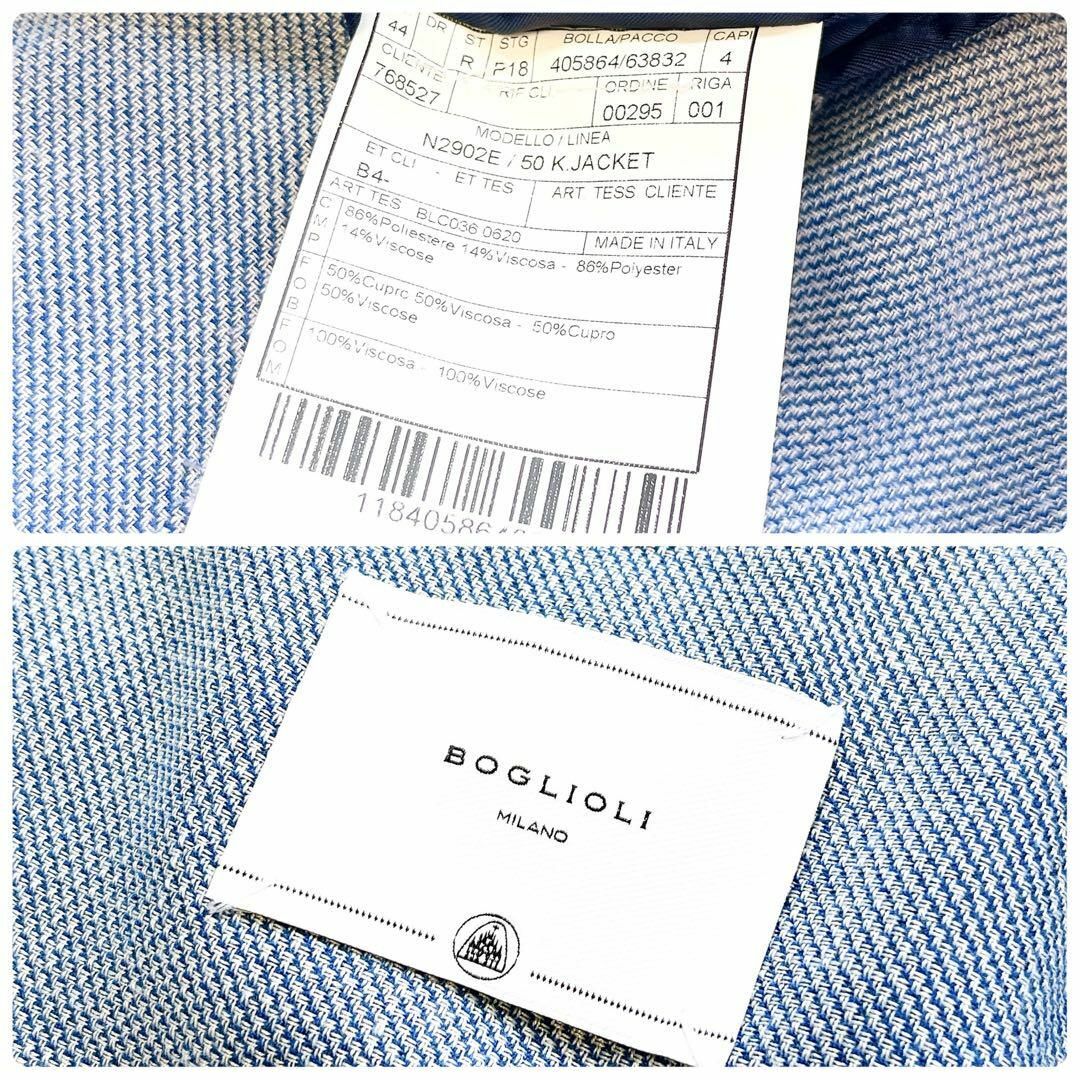 44 DR ST STG BOLLA/PACCO CAPI
R P18 405864/63832 4
CLIENTE RIF CLI ORDINE RIGA
768527 00295 001
MODELLO / LINEA
N2902E / 50 K.JACKET
ET CLI - ET TES ART TESS CLIENTE
B4-
ART TES BLC036 0620 MADE IN ITALY
CMP 86%Poliestere 14%Viscosa - 86%Polyester
14%Viscose
FOB 50%Cupro 50%Viscosa - 50%Cupro
50%Viscose
FOM 100%Viscosa - 100%Viscose
BOGLIOLI
MILANO